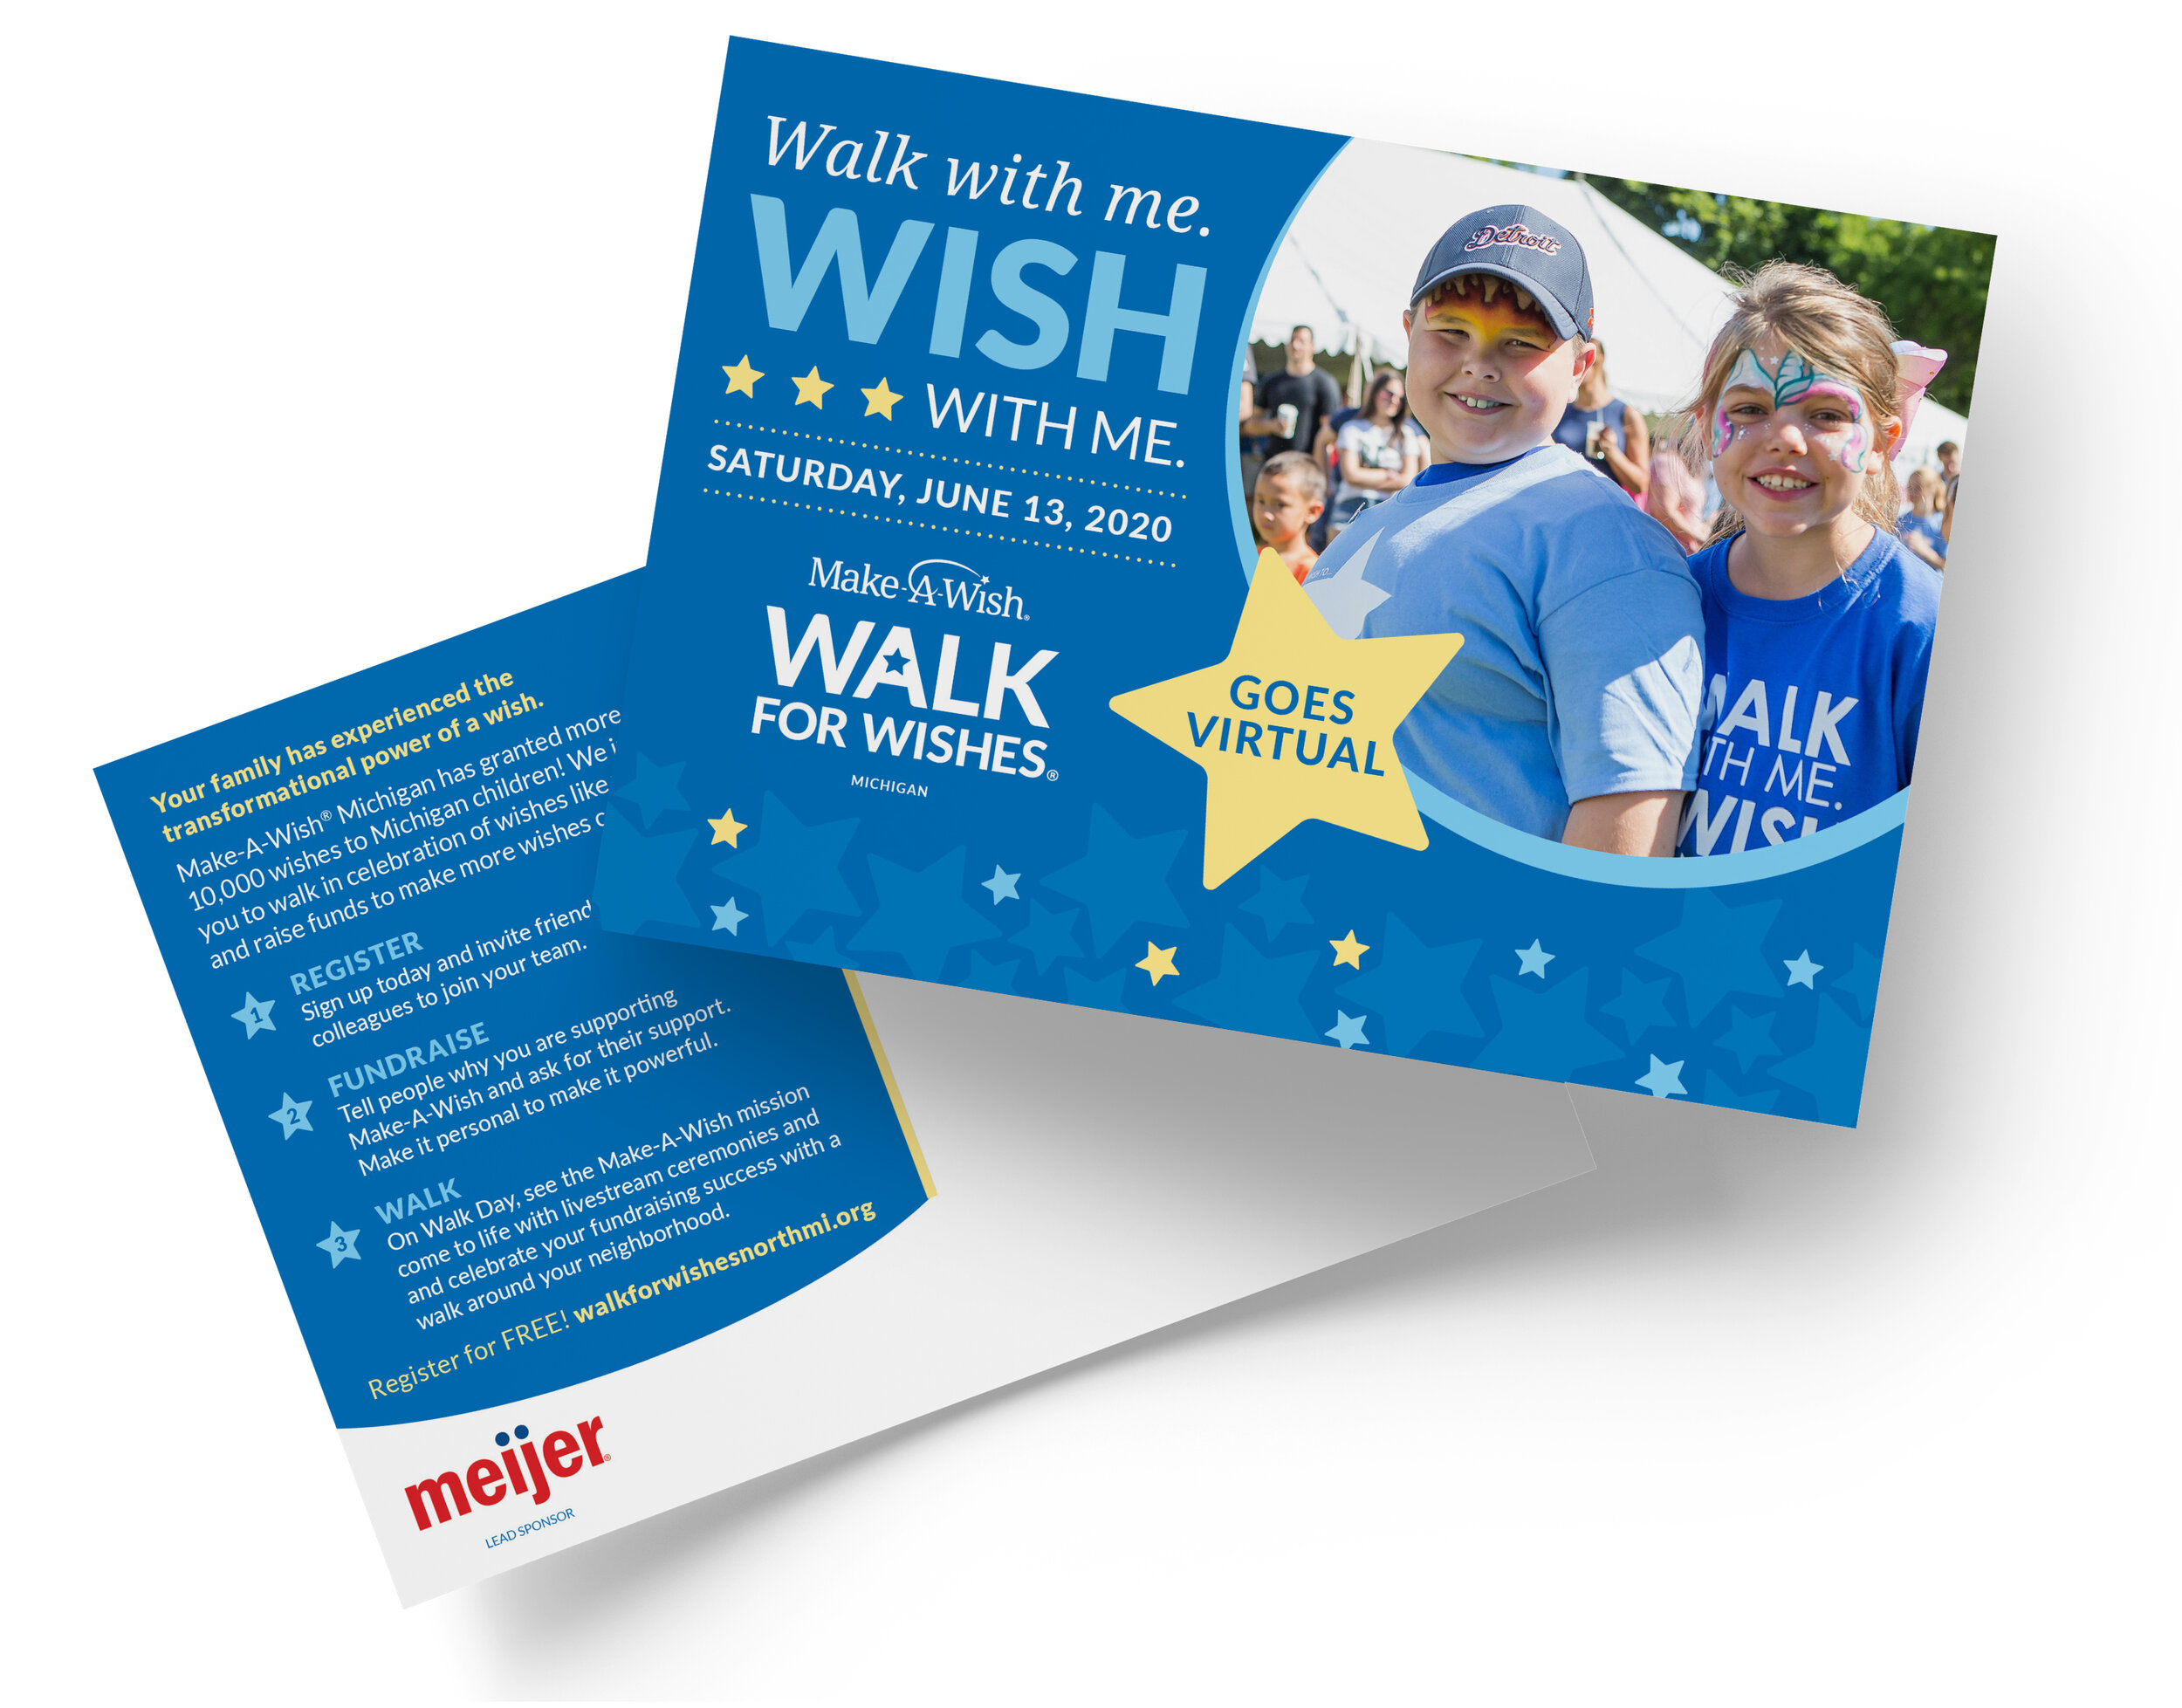 Walk with me.
WISH
WITH ME.
SATURDAY, JUNE 13, 2020
Make-A-Wish®
WALK
FOR WISHES®
MICHIGAN
GOES
VIRTUAL
Detroit
WALK
ME.
Your family has experienced the
transformational power of a wish.
Make-A-Wish® Michigan has granted more
10,000 wishes to Michigan children! We
you to walk in celebration of wishes like
and raise funds to make more wishes
1
REGISTER
Sign up today and invite friend
colleagues to join your team.
2
FUNDRAISE
Tell people why you are supporting
Make-A-Wish and ask for their support.
Make it personal to make it powerful.
3
WALK
On Walk Day, see the Make-A-Wish mission
come to life with livestream ceremonies and
and celebrate your fundraising success with a
walk around your neighborhood.
Register for FREE! walkforwishesnorthmi.org
meijer®
LEAD SPONSOR